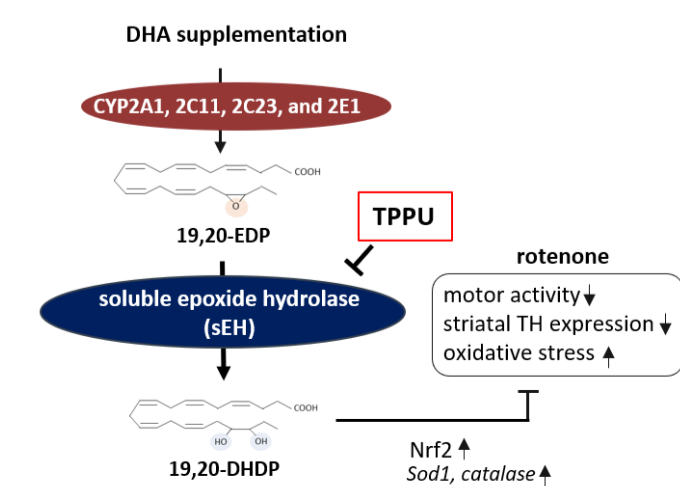 DHA supplementation
CYP2A1, 2C11, 2C23, and 2E1
COOH
O
19,20-EDP
TPPU
soluble epoxide hydrolase
(sEH)
rotenone
motor activity↓
striatal TH expression↓
oxidative stress ↑
COOH
HO OH
19,20-DHDP
Nrf2↑
Sod1, catalase↑